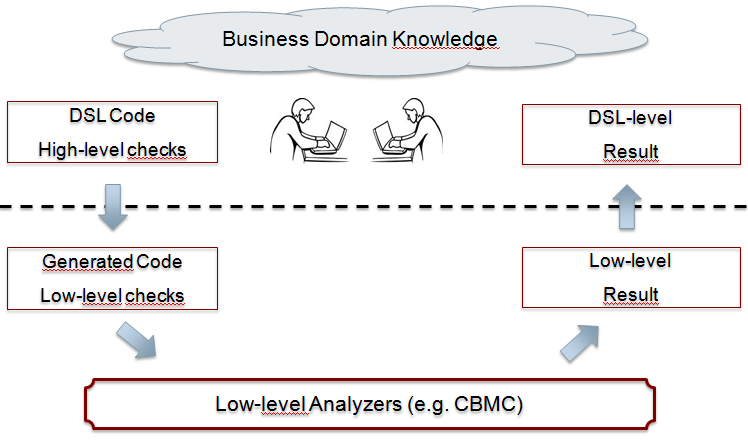 Business Domain Knowledge
DSL Code
High-level checks
DSL-level
Result
Generated Code
Low-level checks
Low-level
Result
Low-level Analyzers (e.g. CBMC)